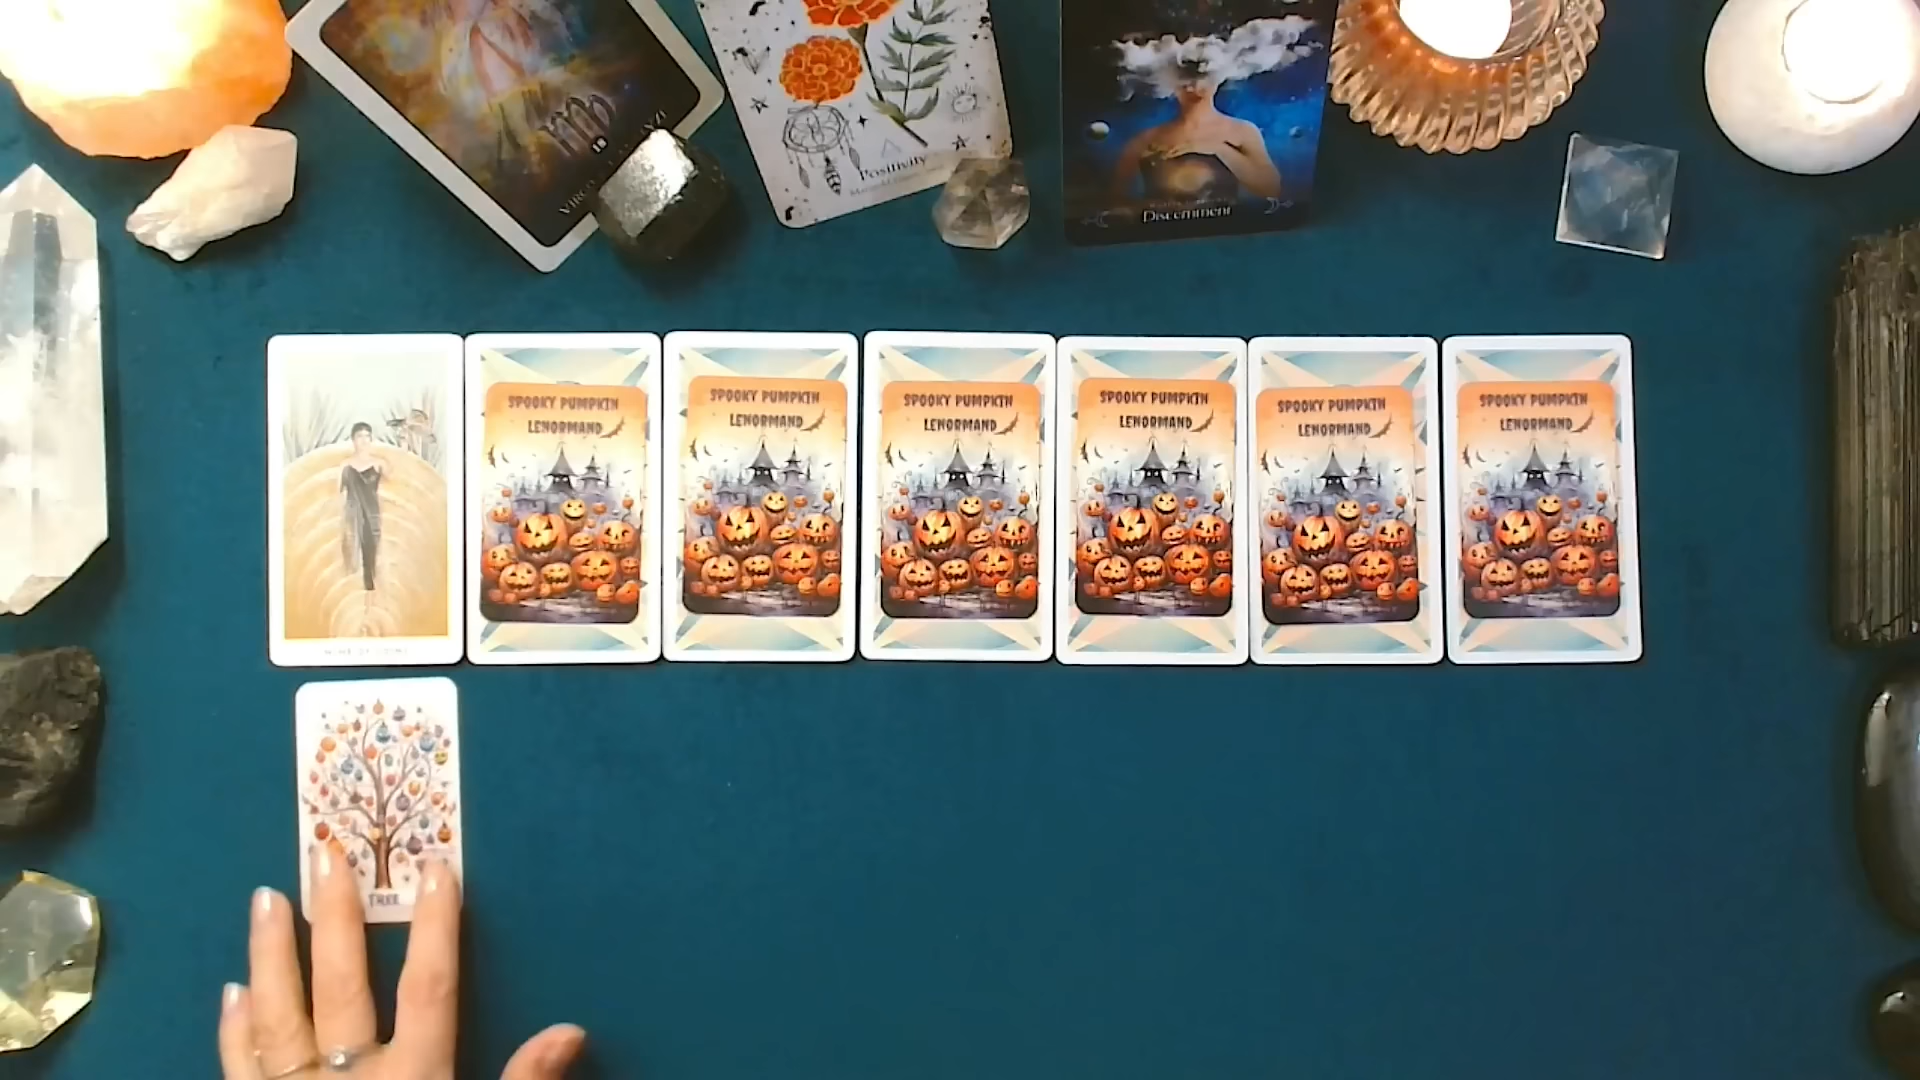 Positivity
Discernment
SPOOKY PUMPKIN
LENORMAND
SPOOKY PUMPKIN
LENORMAND
SPOOKY PUMPKIN
LENORMAND
SPOOKY PUMPKIN
LENORMAND
SPOOKY PUMPKIN
LENORMAND
SPOOKY PUMPKIN
LENORMAND
TREE